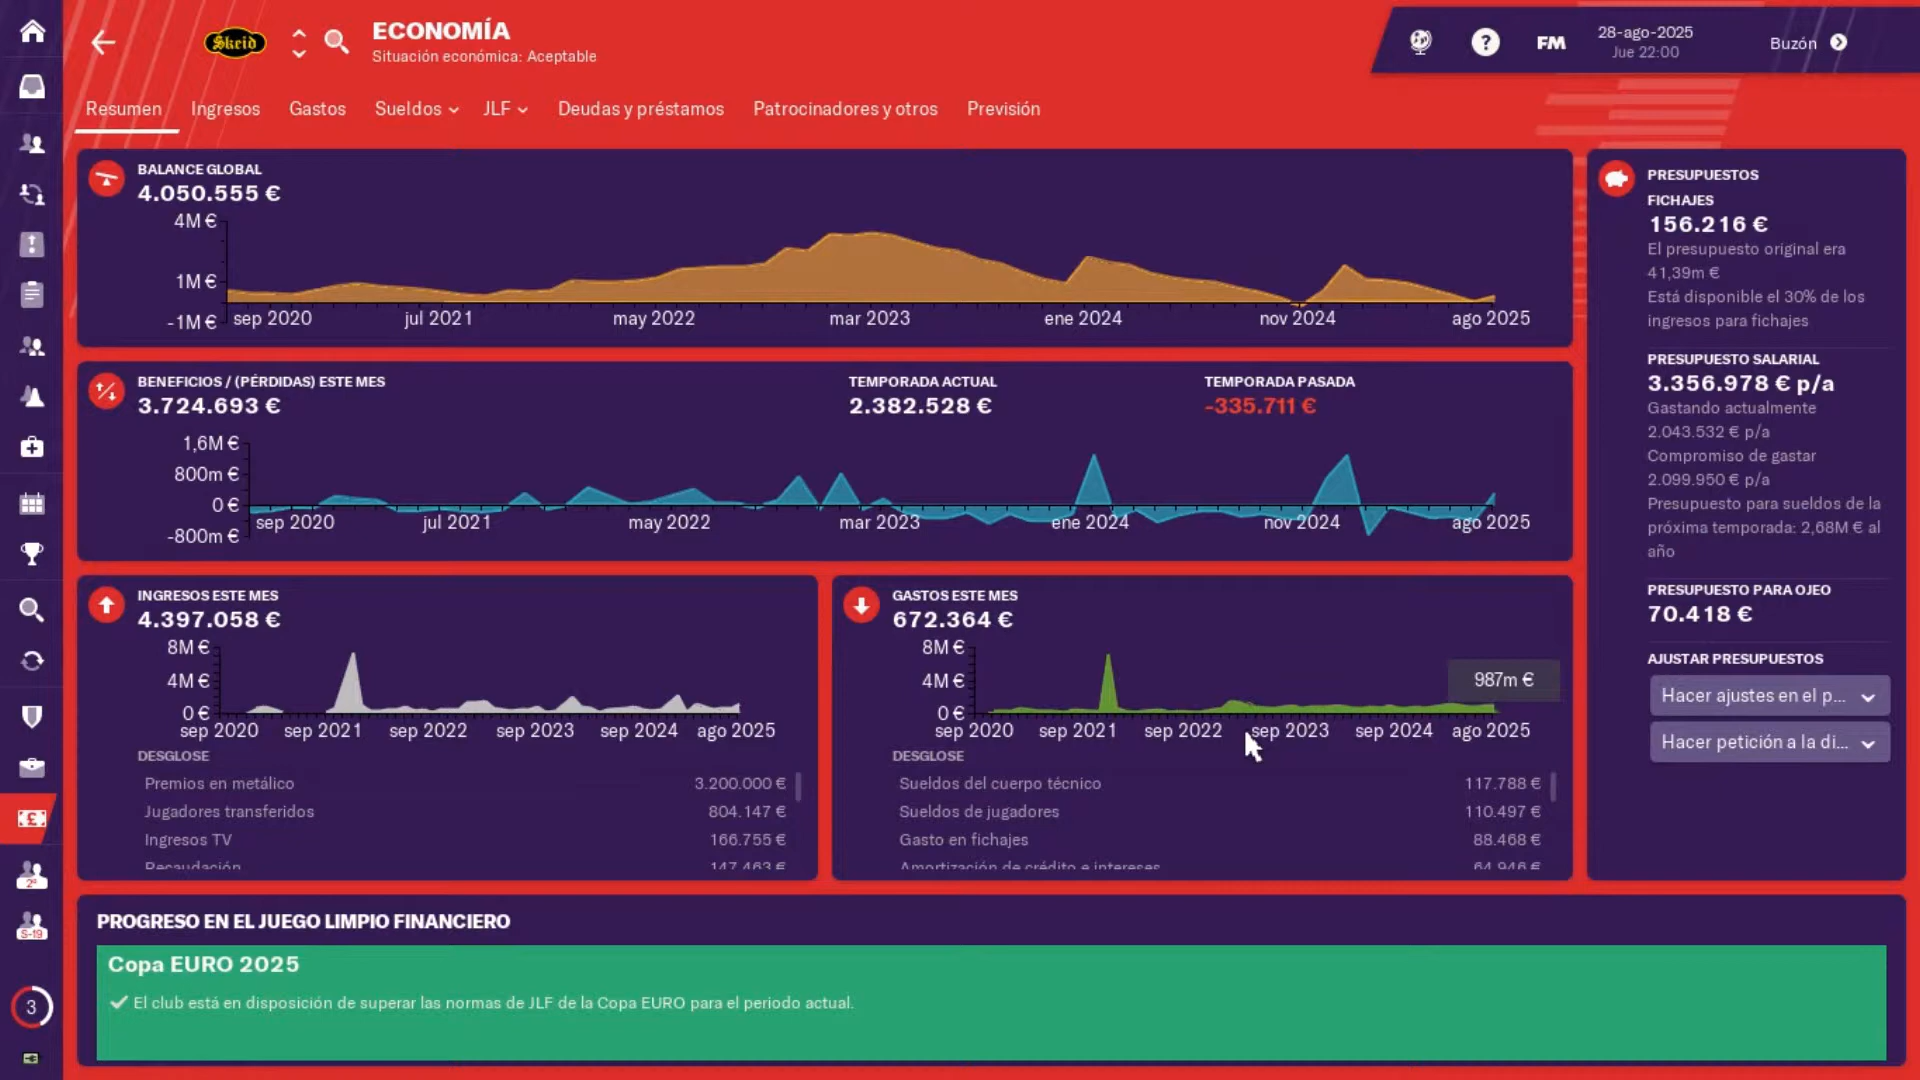 Skeid
ECONOMÍA
Situación económica: Aceptable
FM
28-ago-2025
Jue 22:00
Buzón
Resumen
Ingresos
Gastos
Sueldos
JLF
Deudas y préstamos
Patrocinadores y otros
Previsión
BALANCE GLOBAL
4.050.555 €
4M €
1M €
-1M €
sep 2020
jul 2021
may 2022
mar 2023
ene 2024
nov 2024
ago 2025
BENEFICIOS / (PÉRDIDAS) ESTE MES
3.724.693 €
TEMPORADA ACTUAL
2.382.528 €
TEMPORADA PASADA
-335.711 €
1,6M €
800m €
0 €
-800m €
sep 2020
jul 2021
may 2022
mar 2023
ene 2024
nov 2024
ago 2025
INGRESOS ESTE MES
4.397.058 €
8M €
4M €
0 €
sep 2020
sep 2021
sep 2022
sep 2023
sep 2024
ago 2025
DESGLOSE
Premios en metálico 3.200.000 €
Jugadores transferidos 804.147 €
Ingresos TV 166.755 €
Recaudación 147.463 €
GASTOS ESTE MES
672.364 €
8M €
4M €
0 €
987m €
sep 2020
sep 2021
sep 2022
sep 2023
sep 2024
ago 2025
DESGLOSE
Sueldos del cuerpo técnico 117.788 €
Sueldos de jugadores 110.497 €
Gasto en fichajes 88.468 €
Amortización de crédito e intereses 64.946 €
PRESUPUESTOS
FICHAJES
156.216 €
El presupuesto original era
41,39m €
Está disponible el 30% de los
ingresos para fichajes
PRESUPUESTO SALARIAL
3.356.978 € p/a
Gastando actualmente
2.043.532 € p/a
Compromiso de gastar
2.099.950 € p/a
Presupuesto para sueldos de la
próxima temporada: 2,68M € al
año
PRESUPUESTO PARA OJEO
70.418 €
AJUSTAR PRESUPUESTOS
Hacer ajustes en el p...
Hacer petición a la di...
PROGRESO EN EL JUEGO LIMPIO FINANCIERO
Copa EURO 2025
El club está en disposición de superar las normas de JLF de la Copa EURO para el periodo actual.
2ª
S-19
3